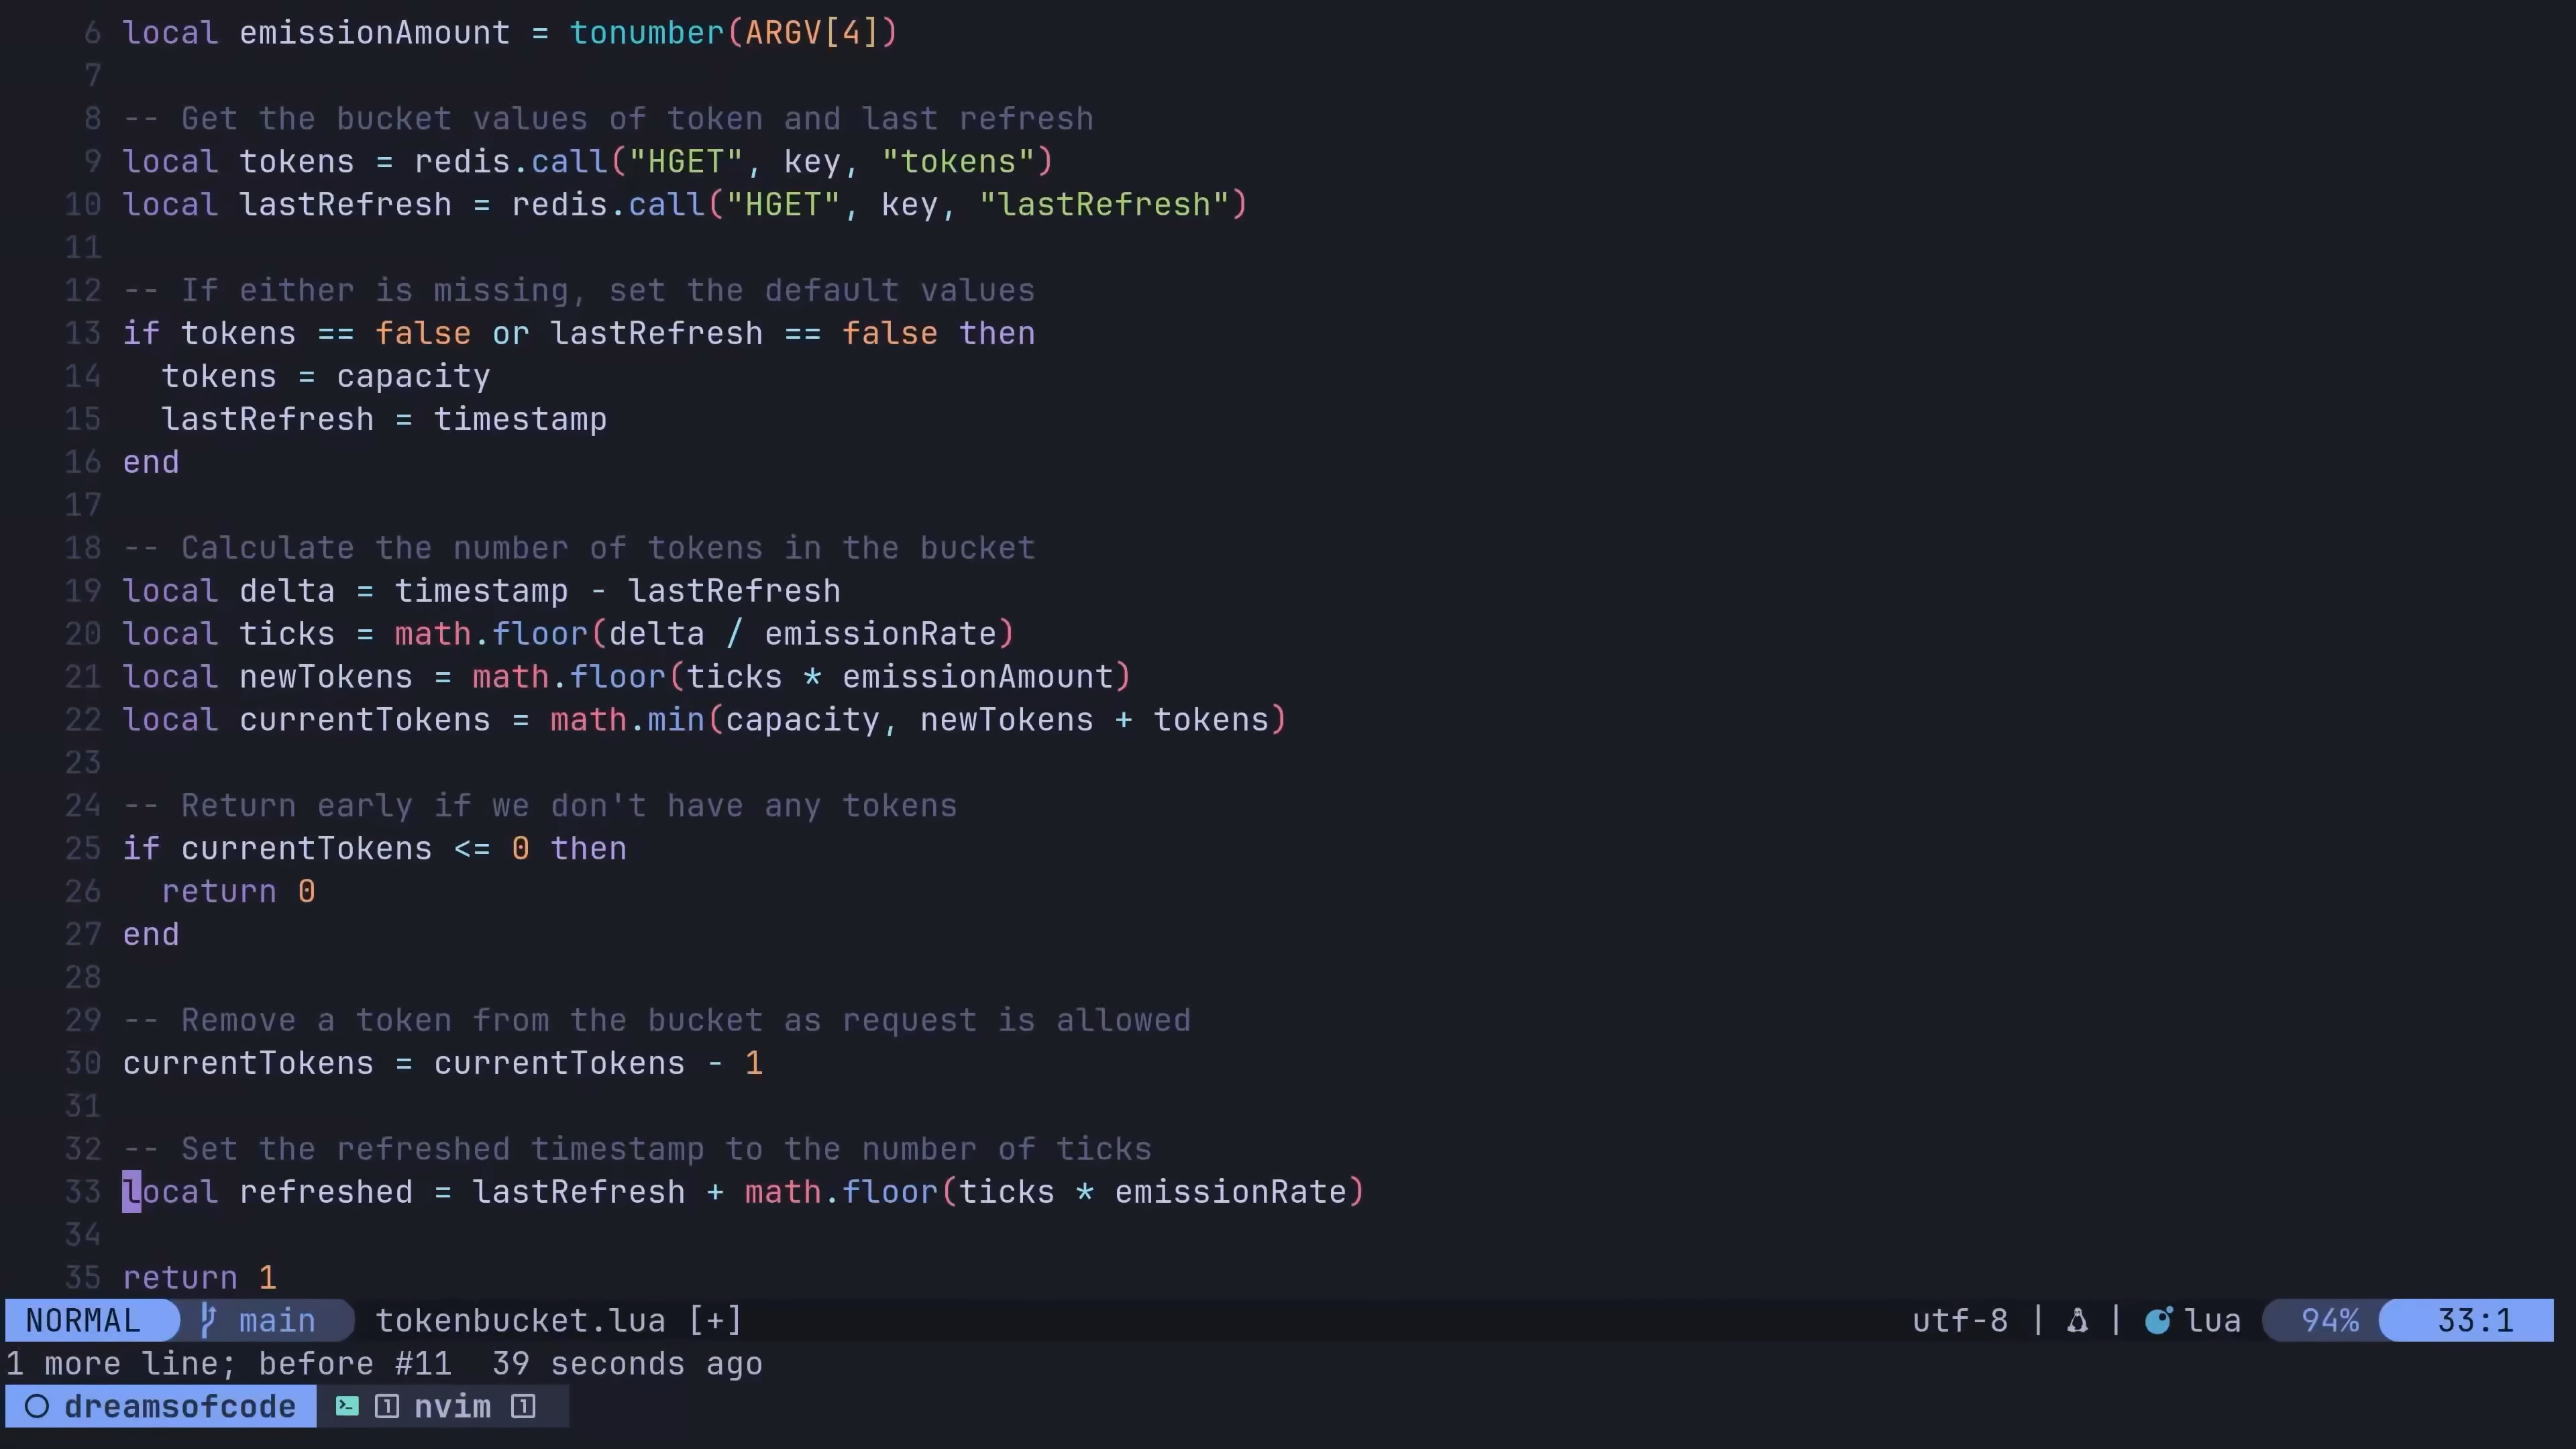 6 local emissionAmount = tonumber(ARGV[4])
7
8 -- Get the bucket values of token and last refresh
9 local tokens = redis.call("HGET", key, "tokens")
10 local lastRefresh = redis.call("HGET", key, "lastRefresh")
11
12 -- If either is missing, set the default values
13 if tokens == false or lastRefresh == false then
14   tokens = capacity
15   lastRefresh = timestamp
16 end
17
18 -- Calculate the number of tokens in the bucket
19 local delta = timestamp - lastRefresh
20 local ticks = math.floor(delta / emissionRate)
21 local newTokens = math.floor(ticks * emissionAmount)
22 local currentTokens = math.min(capacity, newTokens + tokens)
23
24 -- Return early if we don't have any tokens
25 if currentTokens <= 0 then
26   return 0
27 end
28
29 -- Remove a token from the bucket as request is allowed
30 currentTokens = currentTokens - 1
31
32 -- Set the refreshed timestamp to the number of ticks
33 local refreshed = lastRefresh + math.floor(ticks * emissionRate)
34
35 return 1
NORMAL main tokenbucket.lua [+] utf-8 | | lua 94% 33:1
1 more line; before #11  39 seconds ago
dreamsofcode 1 nvim 1